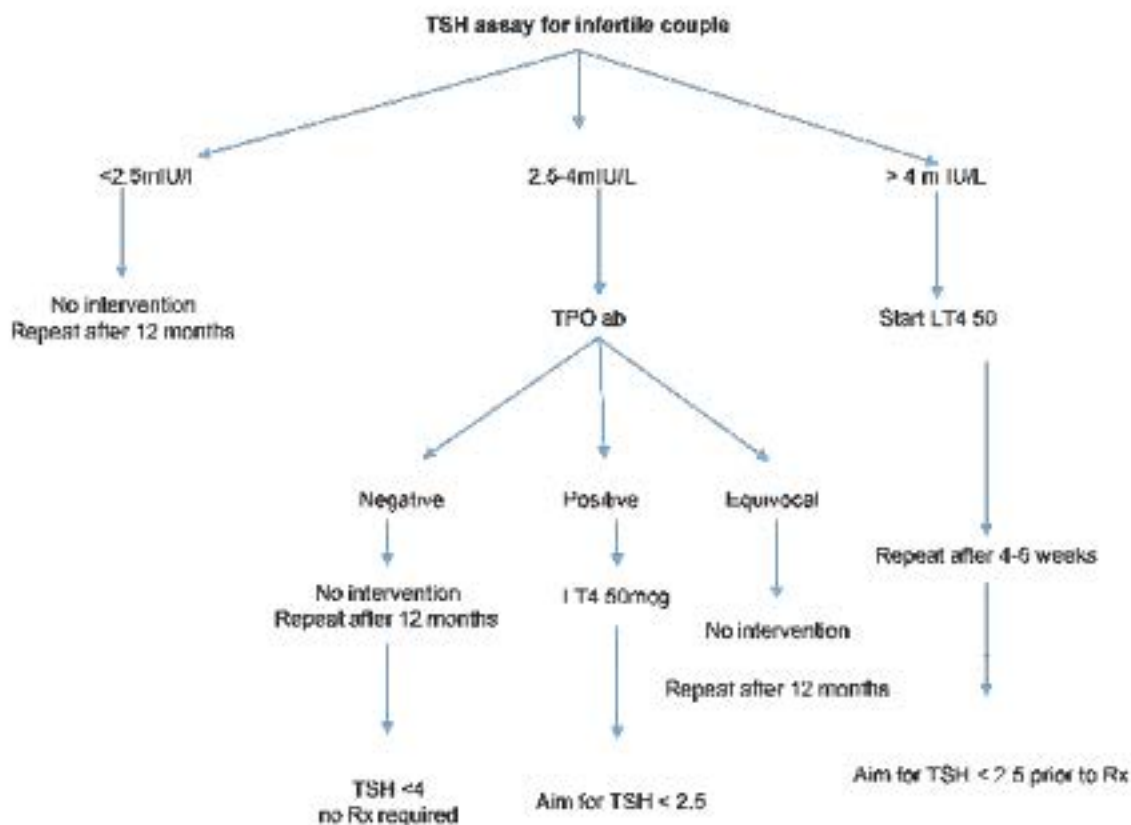 TSH assay for infertile couple
<2.5mIU/l
2.5-4mIU/L
> 4 m IU/L
No intervention
Repeat after 12 months
TPO ab
Start LT4 50
Negative
Positive
Equivocal
Repeat after 4-6 weeks
No intervention
Repeat after 12 months
LT4 50mcg
No intervention
Repeat after 12 months
TSH <4
no Rx required
Aim for TSH < 2.5
Aim for TSH < 2.5 prior to Rx